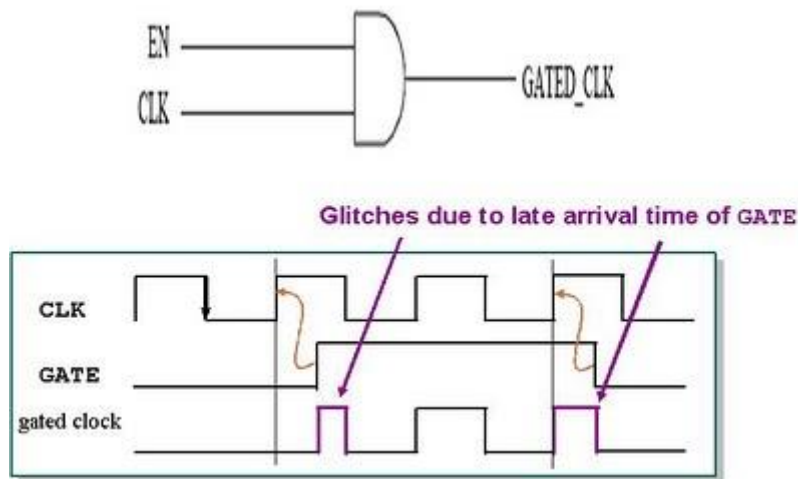 EN
CLK
GATED_CLK
Glitches due to late arrival time of GATE
CLK
GATE
gated clock